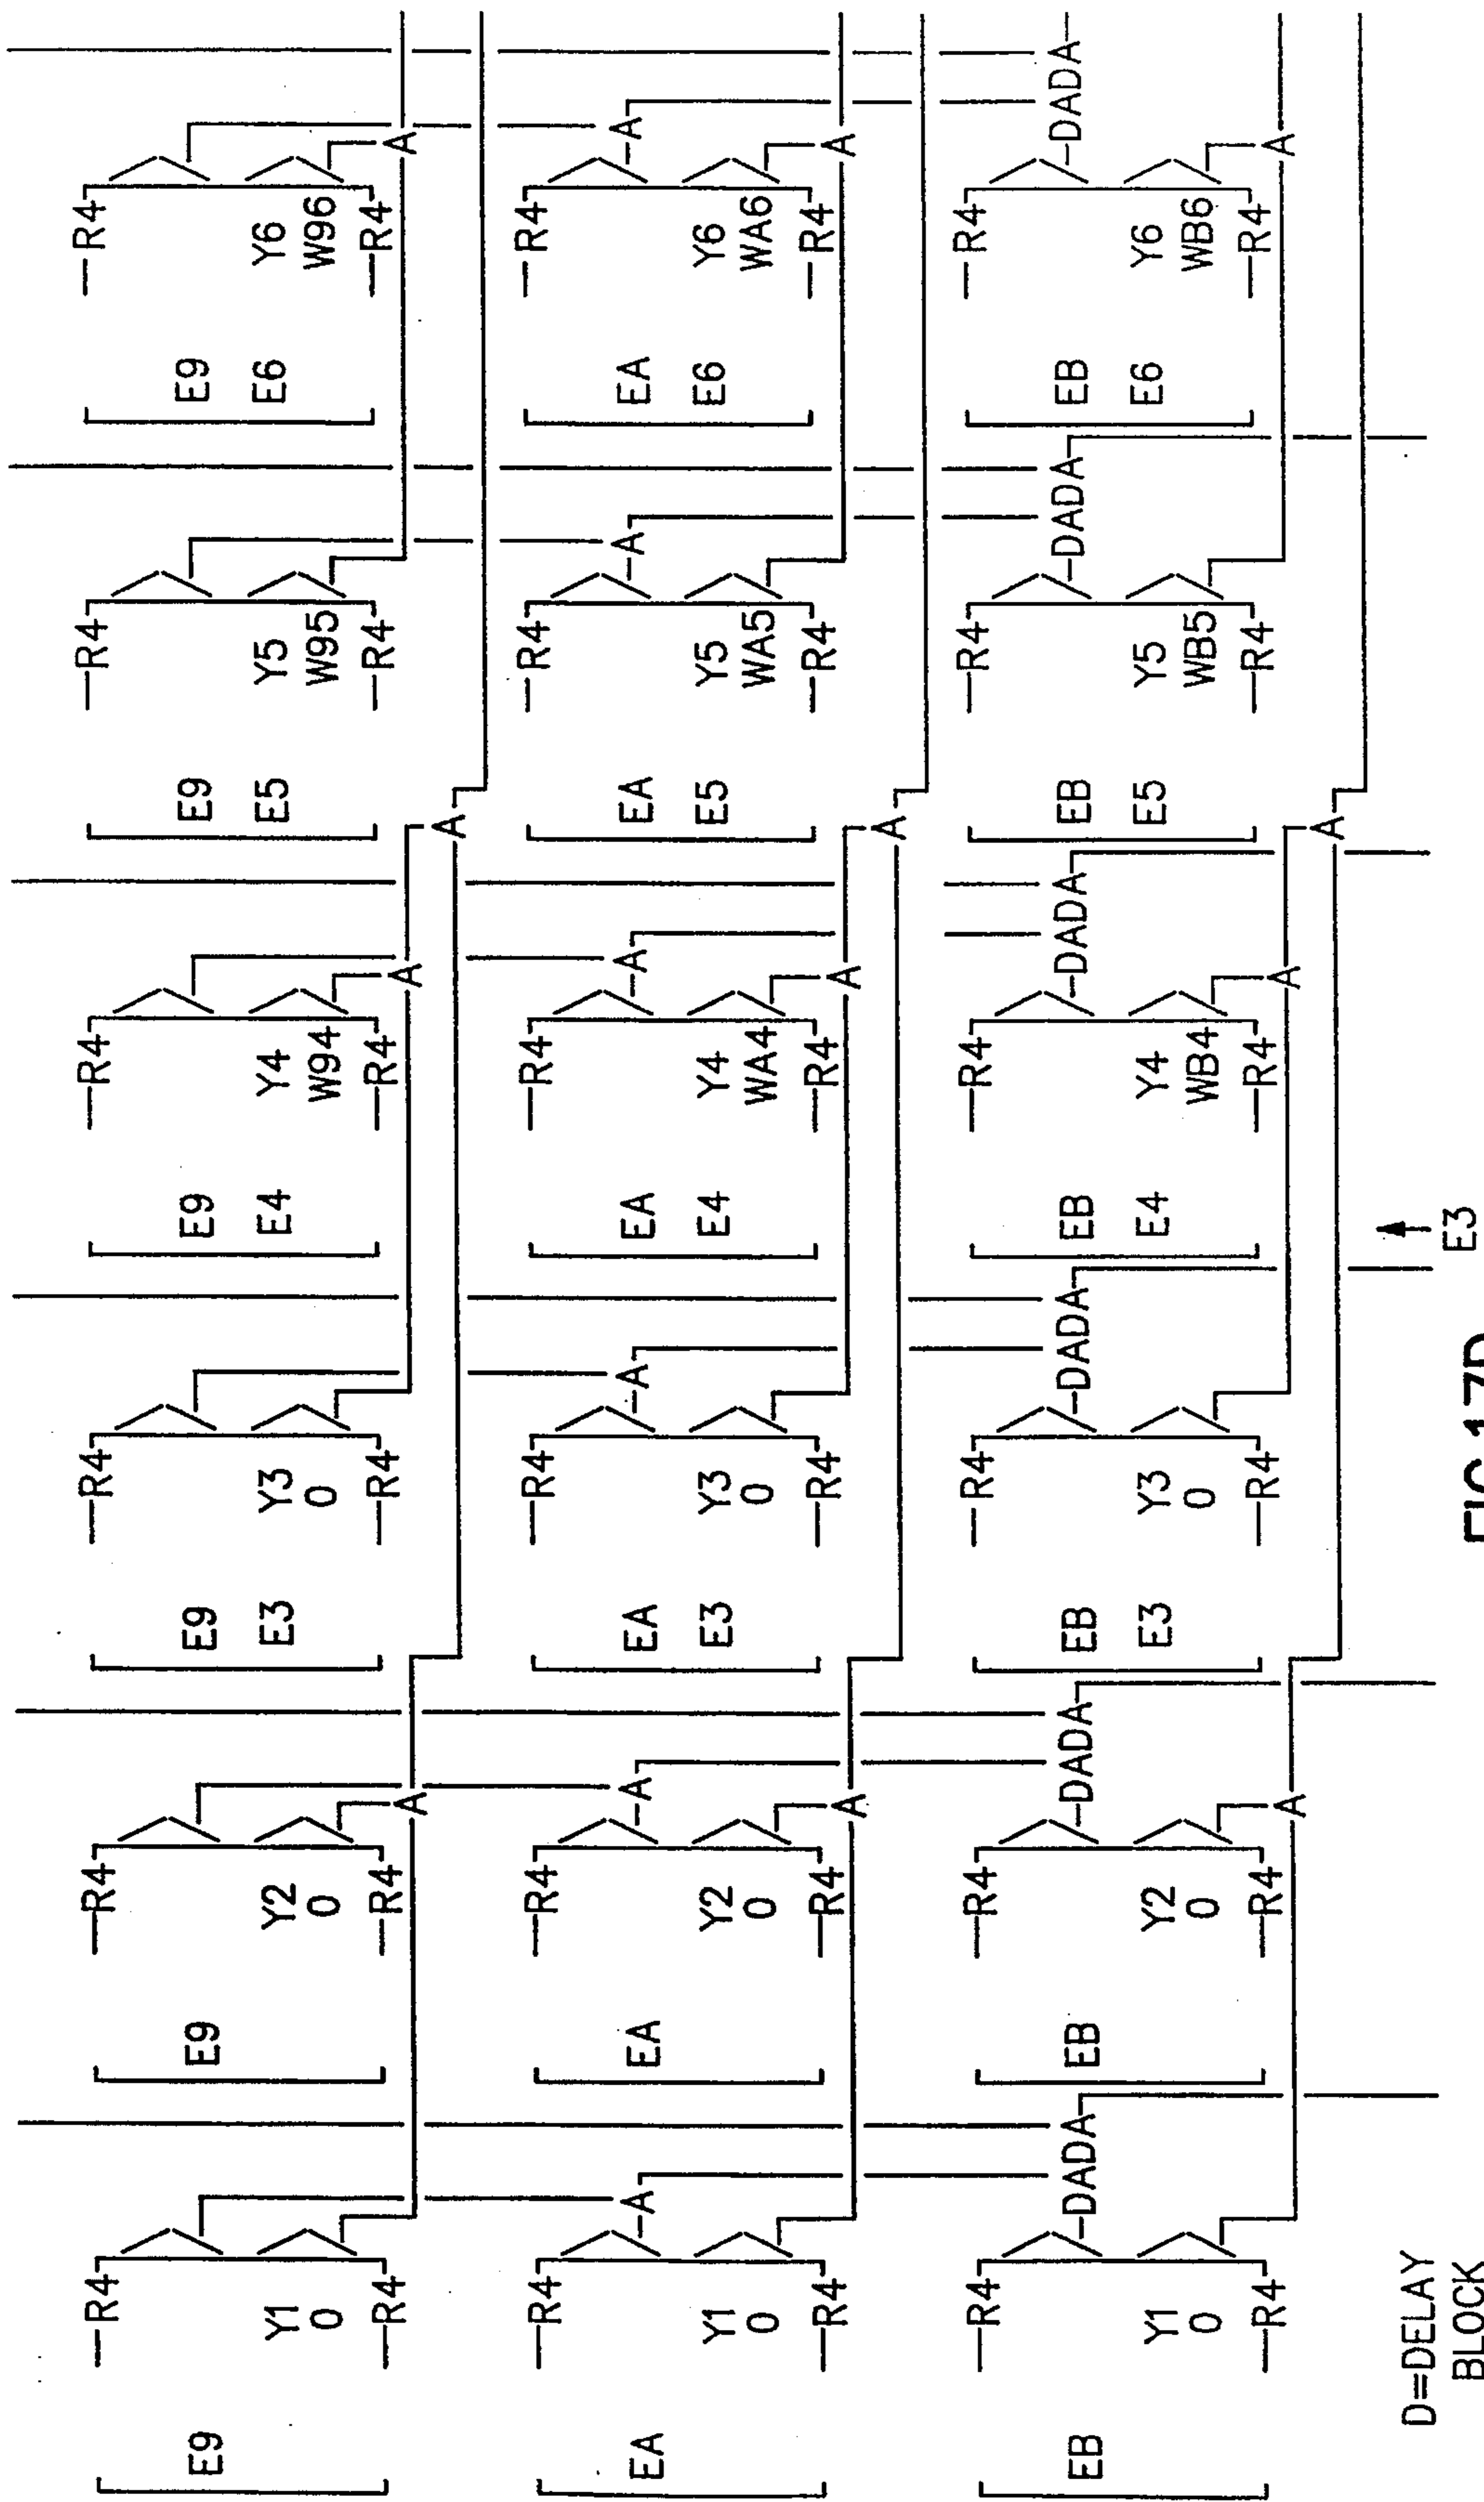 R4 R4 R4 R4 R4 R4
E9 E9 E9 E9 E9 E9
Y1 Y2 E3 Y3 E4 Y4 E5 Y5 E6 Y6
0 0 0 W94 W95 W96
R4 R4 R4 R4 R4 R4
A A A
A
R4 R4 R4 R4 R4 R4
EA A EA A EA A EA A EA A EA A
Y1 Y2 E3 Y3 E4 Y4 E5 Y5 E6 Y6
0 0 0 WA4 WA5 WA6
R4 R4 R4 R4 R4 R4
A A A
A
R4 R4 R4 R4 R4 R4
EB DADA EB DADA EB DADA EB DADA EB DADA EB DADA
Y1 Y2 E3 Y3 E4 Y4 E5 Y5 E6 Y6
0 0 0 WB4 WB5 WB6
R4 R4 R4 R4 R4 R4
A A A
A
D=DELAY
BLOCK
E3